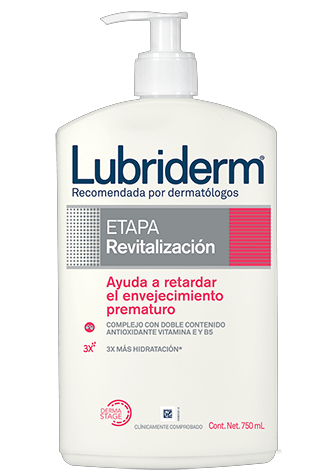 Lubriderm®
Recomendada por dermatólogos
ETAPA
Revitalización
Ayuda a retardar
el envejecimiento
prematuro
COMPLEJO CON DOBLE CONTENIDO
ANTIOXIDANTE VITAMINA E Y B5
3X 3X MÁS HIDRATACIÓN*
DERMA
STAGE
CLÍNICAMENTE COMPROBADO
Cont. Net. 750 mL